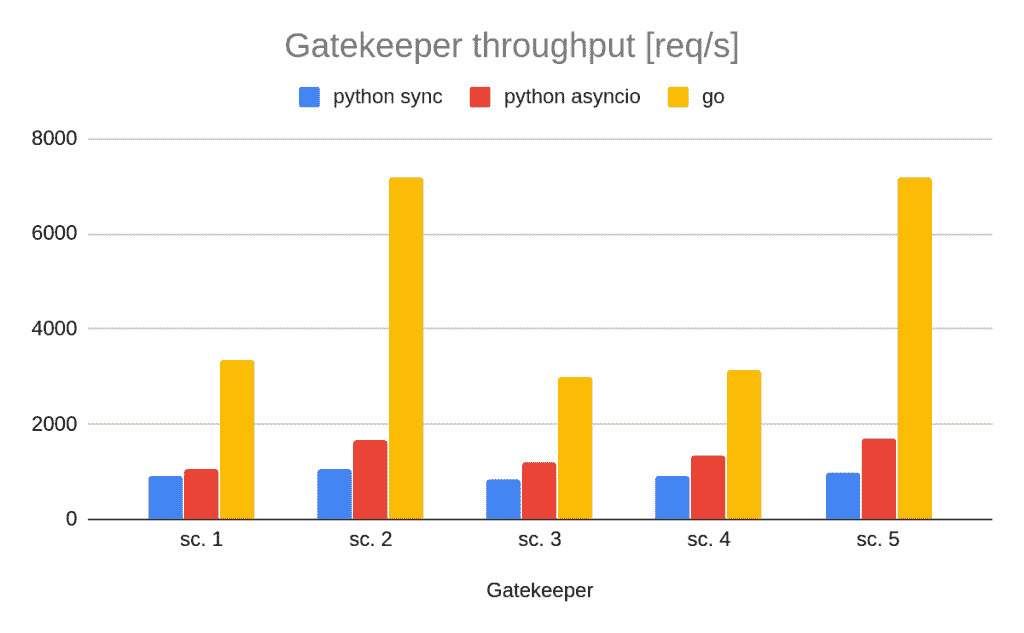 Gatekeeper throughput [req/s]
python sync python asyncio go
8000
6000
4000
2000
0
sc. 1 sc. 2 sc. 3 sc. 4 sc. 5
Gatekeeper